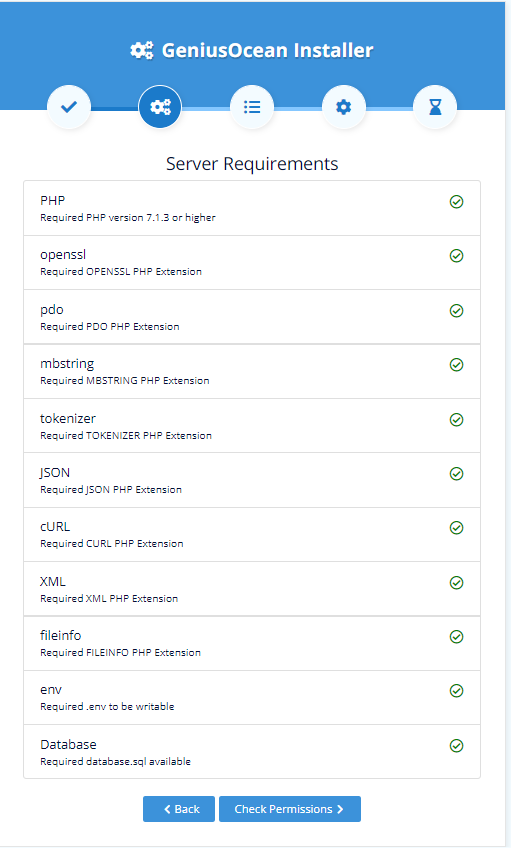 GeniusOcean Installer
Server Requirements
PHP
Required PHP version 7.1.3 or higher
openssl
Required OPENSSL PHP Extension
pdo
Required PDO PHP Extension
mbstring
Required MBSTRING PHP Extension
tokenizer
Required TOKENIZER PHP Extension
JSON
Required JSON PHP Extension
cURL
Required CURL PHP Extension
XML
Required XML PHP Extension
fileinfo
Required FILEINFO PHP Extension
env
Required .env to be writable
Database
Required database.sql available
Back Check Permissions